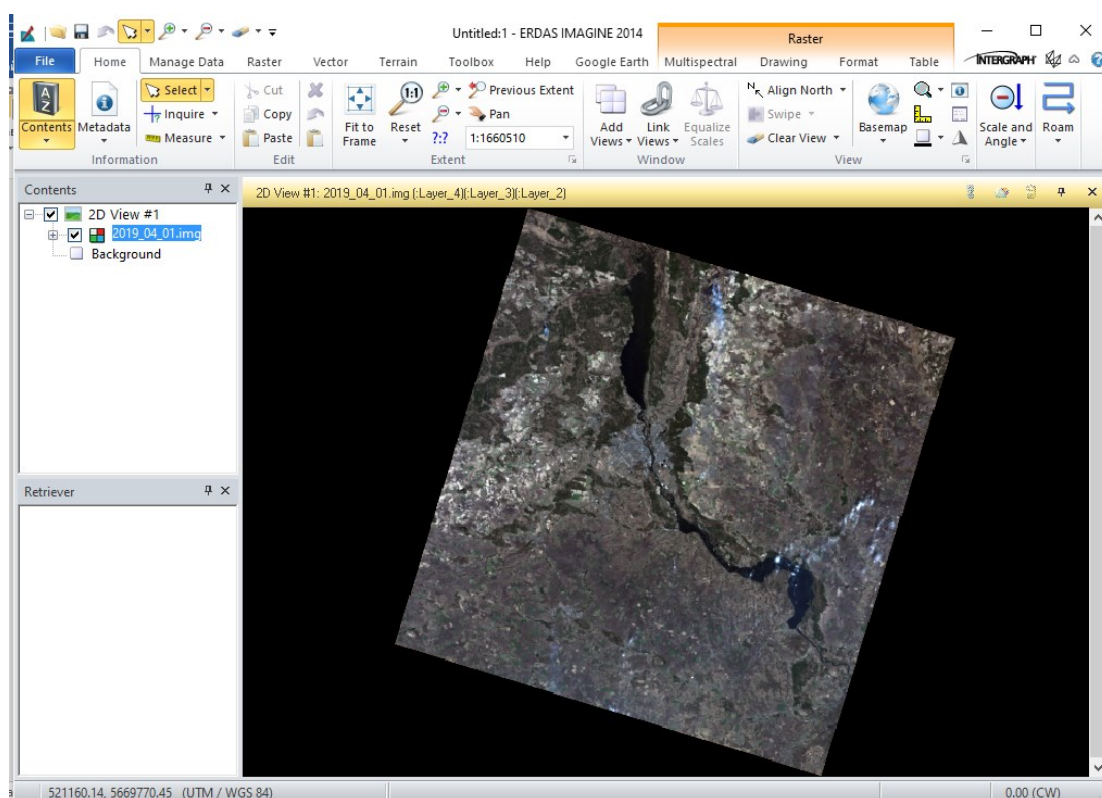 Untitled:1 - ERDAS IMAGINE 2014
Raster
File Home Manage Data Raster Vector Terrain Toolbox Help Google Earth Multispectral Drawing Format Table INTERGRAPH
Contents
Metadata
Select
Inquire
Measure
Information
Cut
Copy
Paste
Edit
Fit to Frame
1:1
Reset
?:?
Previous Extent
Pan
1:1660510
Extent
Add Views
Link Views
Equalize Scales
Window
Align North
Swipe
Clear View
Basemap
View
Scale and Angle
Roam
Contents
2D View #1
2019_04_01.img
Background
Retriever
2D View #1: 2019_04_01.img (:Layer_4)(:Layer_3)(:Layer_2)
521160.14, 5669770.45 (UTM / WGS 84)
0.00 (CW)